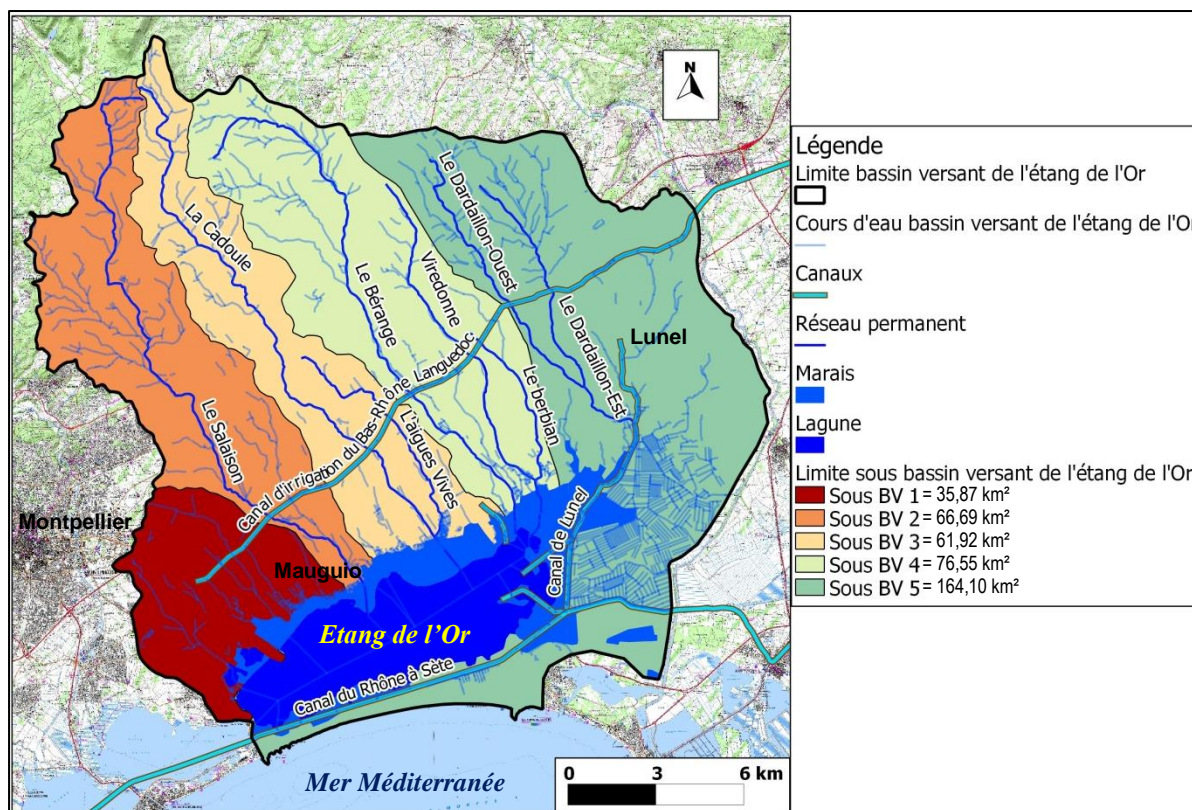 N
Le Dardaillon-Ouest
La Cadoule
Viredonne
Le Bérange
Le Dardaillon-Est
Lunel
Le Salaison
Canal d'irrigation du Bas-Rhône Languedoc
L'aigues Vives
Le berbian
Montpellier
Mauguio
Canal de Lunel
Etang de l'Or
Canal du Rhône à Sète
Mer Méditerranée
0 3 6 km
Légende
Limite bassin versant de l'étang de l'Or
Cours d'eau bassin versant de l'étang de l'Or
Canaux
Réseau permanent
Marais
Lagune
Limite sous bassin versant de l'étang de l'Or
Sous BV 1 = 35,87 km²
Sous BV 2 = 66,69 km²
Sous BV 3 = 61,92 km²
Sous BV 4 = 76,55 km²
Sous BV 5 = 164,10 km²